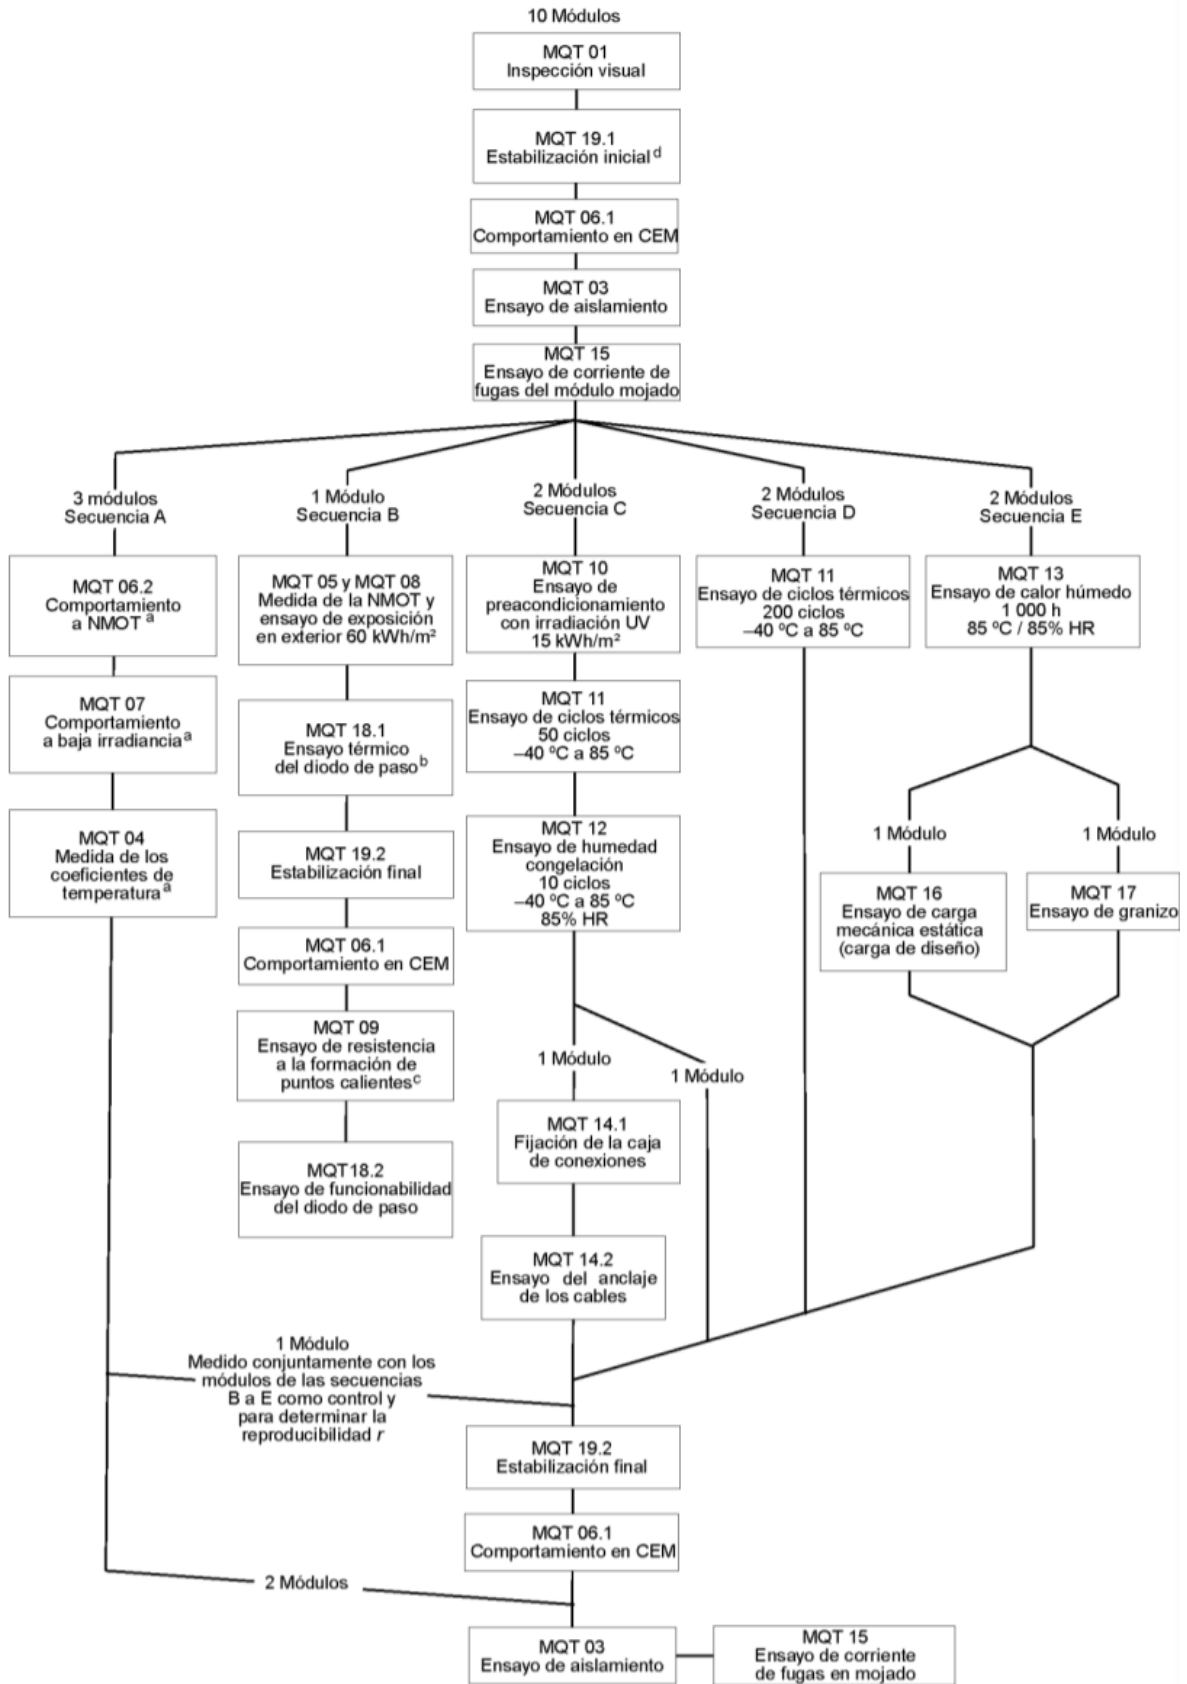 10 Módulos
MQT 01
Inspección visual
MQT 19.1
Estabilización inicial d
MQT 06.1
Comportamiento en CEM
MQT 03
Ensayo de aislamiento
MQT 15
Ensayo de corriente de
fugas del módulo mojado
3 módulos
Secuencia A
1 Módulo
Secuencia B
2 Módulos
Secuencia C
2 Módulos
Secuencia D
2 Módulos
Secuencia E
MQT 06.2
Comportamiento
a NMOT a
MQT 07
Comportamiento
a baja irradiancia a
MQT 04
Medida de los
coeficientes de
temperatura a
MQT 05 y MQT 08
Medida de la NMOT y
ensayo de exposición
en exterior 60 kWh/m²
MQT 18.1
Ensayo térmico
del diodo de paso b
MQT 19.2
Estabilización final
MQT 06.1
Comportamiento en CEM
MQT 09
Ensayo de resistencia
a la formación de
puntos calientes c
MQT18.2
Ensayo de funcionabilidad
del diodo de paso
MQT 10
Ensayo de
preacondicionamiento
con irradiación UV
15 kWh/m²
MQT 11
Ensayo de ciclos térmicos
50 ciclos
–40 ºC a 85 ºC
MQT 12
Ensayo de humedad
congelación
10 ciclos
–40 ºC a 85 ºC
85% HR
1 Módulo
1 Módulo
MQT 14.1
Fijación de la caja
de conexiones
MQT 14.2
Ensayo del anclaje
de los cables
MQT 11
Ensayo de ciclos térmicos
200 ciclos
–40 ºC a 85 ºC
MQT 13
Ensayo de calor húmedo
1 000 h
85 ºC / 85% HR
1 Módulo
1 Módulo
MQT 16
Ensayo de carga
mecánica estática
(carga de diseño)
MQT 17
Ensayo de granizo
1 Módulo
Medido conjuntamente con los
módulos de las secuencias
B a E como control y
para determinar la
reproducibilidad r
MQT 19.2
Estabilización final
MQT 06.1
Comportamiento en CEM
2 Módulos
MQT 03
Ensayo de aislamiento
MQT 15
Ensayo de corriente
de fugas en mojado